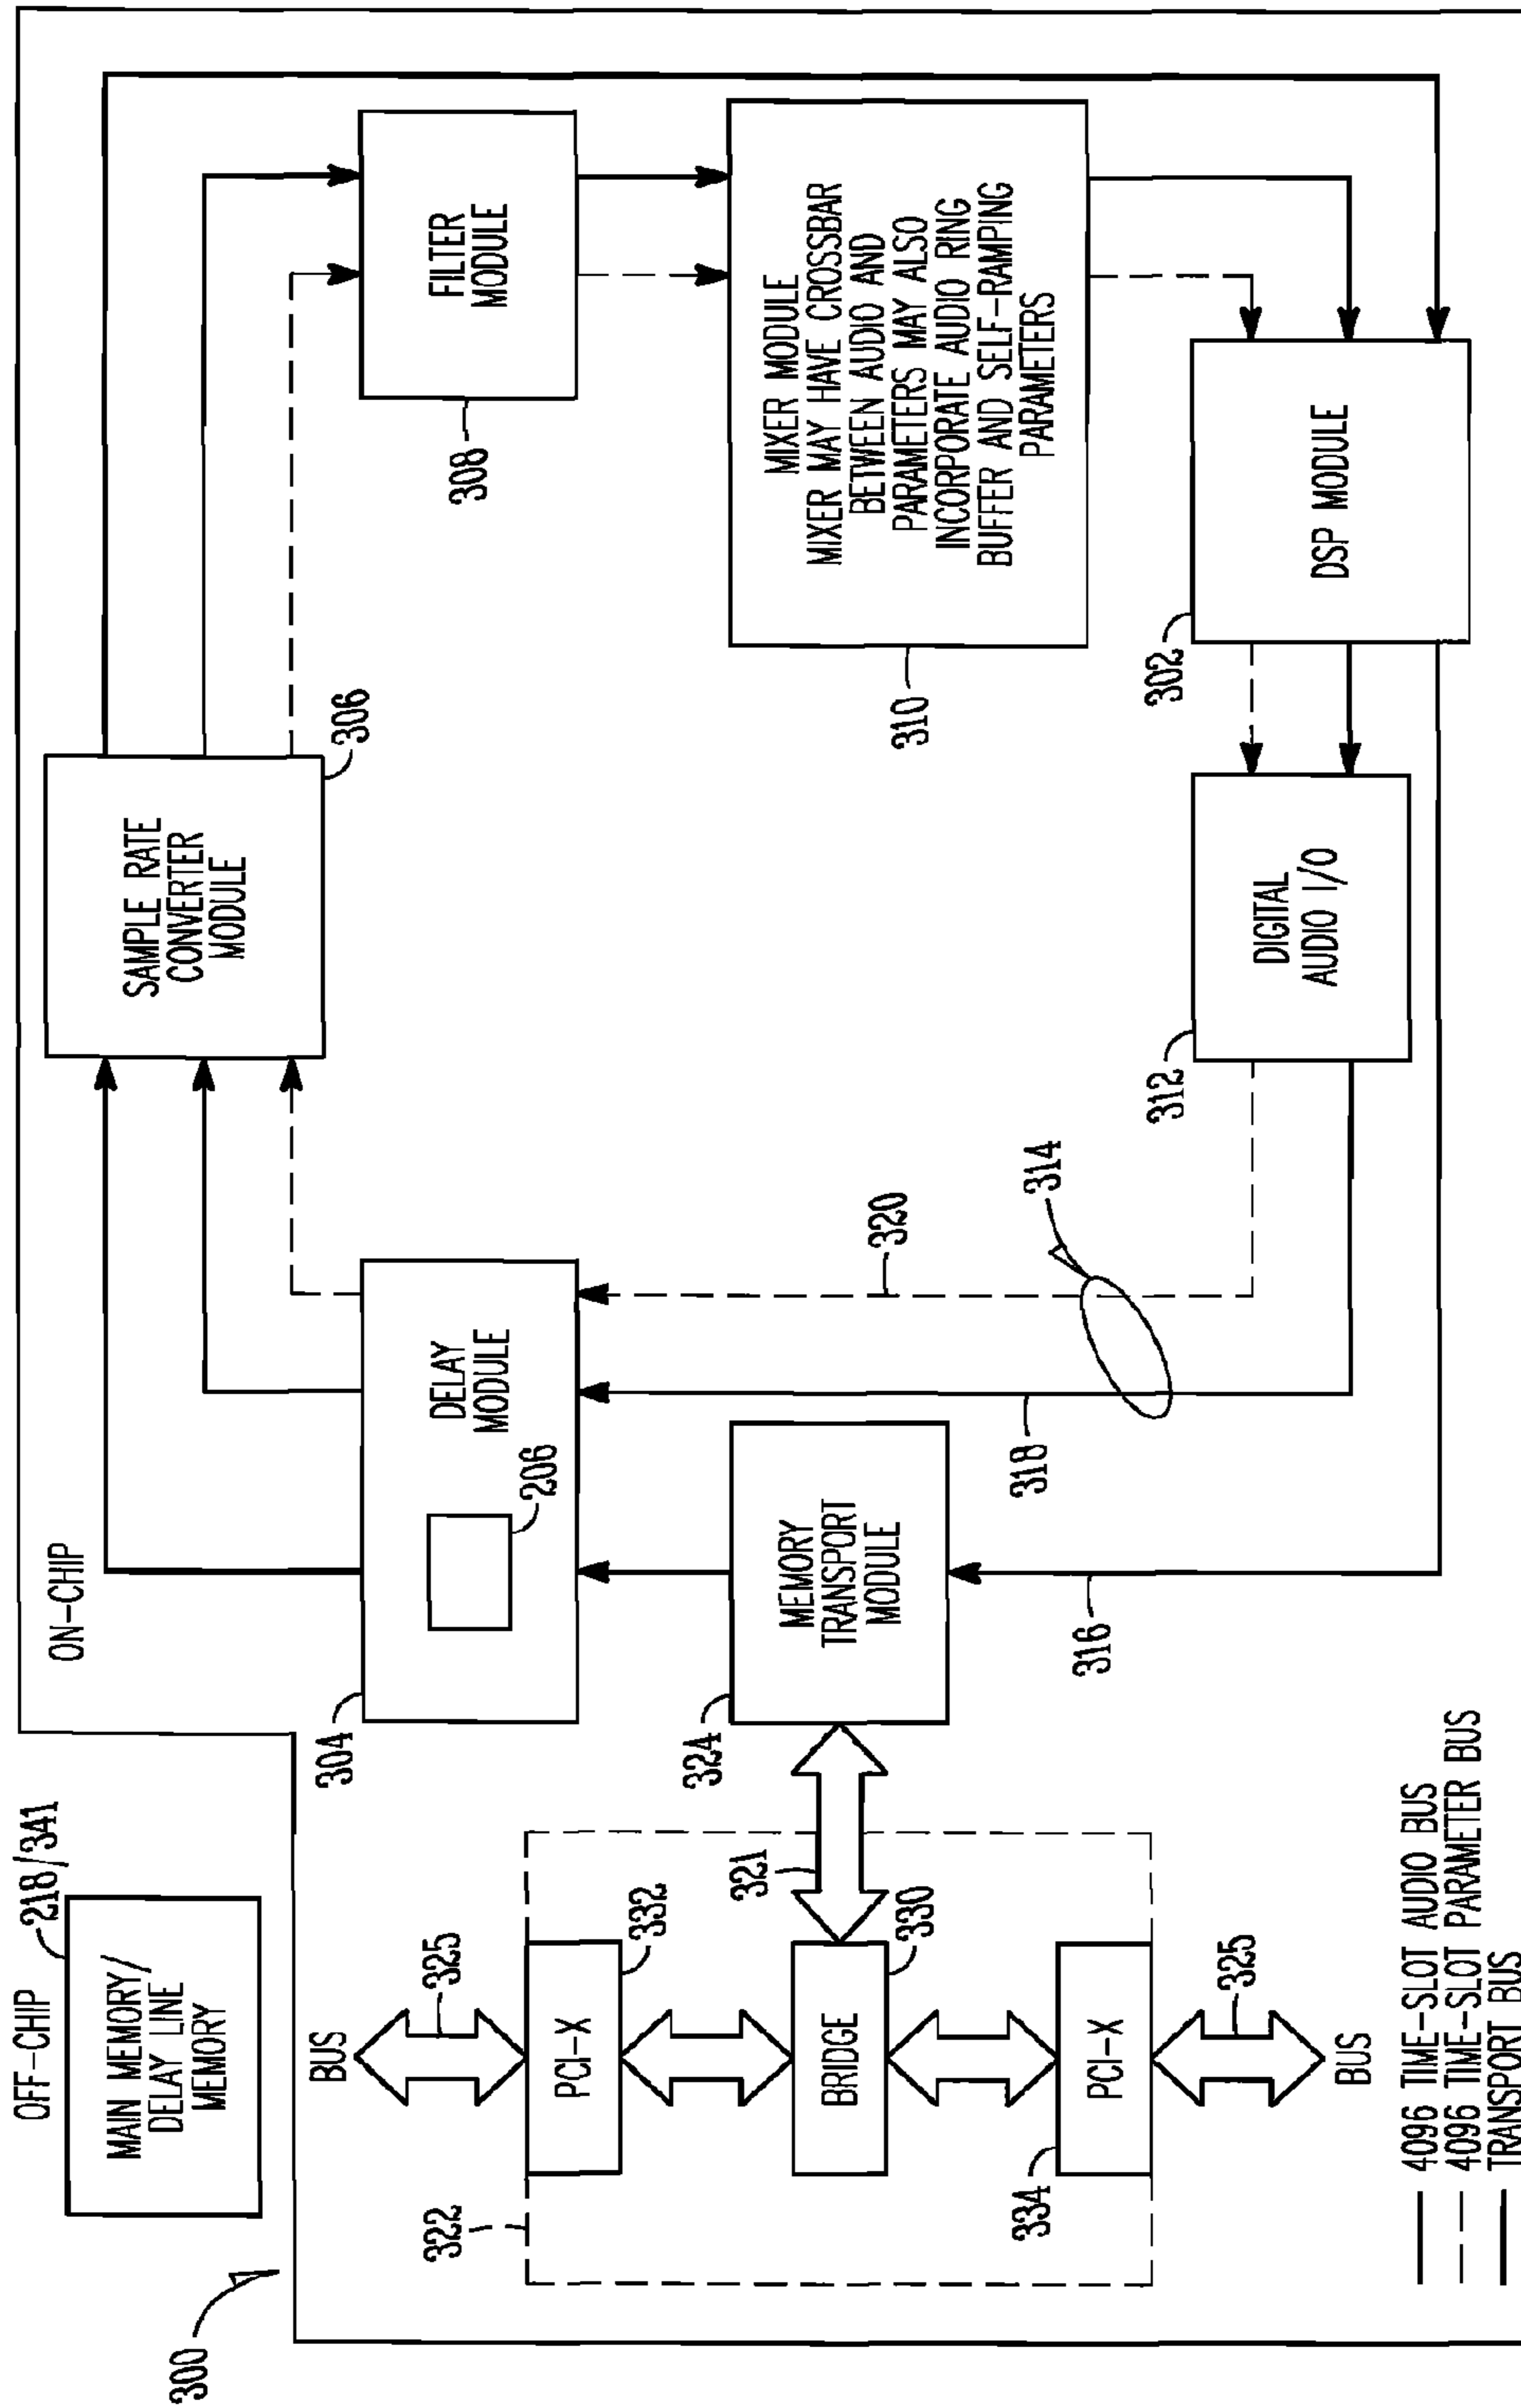 300
OFF-CHIP
MAIN MEMORY/
DELAY LINE
MEMORY
218/341
ON-CHIP
BUS
325
322
PCI-X
332
BRIDGE
330
321
334
PCI-X
325
BUS
304
206
DELAY
MODULE
324
MEMORY
TRANSPORT
MODULE
316
318
320
314
SAMPLE RATE
CONVERTER
MODULE
306
FILTER
MODULE
308
MIXER MODULE
MIXER MAY HAVE CROSSBAR
BETWEEN AUDIO AND
PARAMETERS MAY ALSO
INCORPORATE AUDIO RING
BUFFER AND SELF-RAMPING
PARAMETERS
310
302
DSP MODULE
312
DIGITAL
AUDIO I/O
4096 TIME-SLOT AUDIO BUS
4096 TIME-SLOT PARAMETER BUS
TRANSPORT BUS